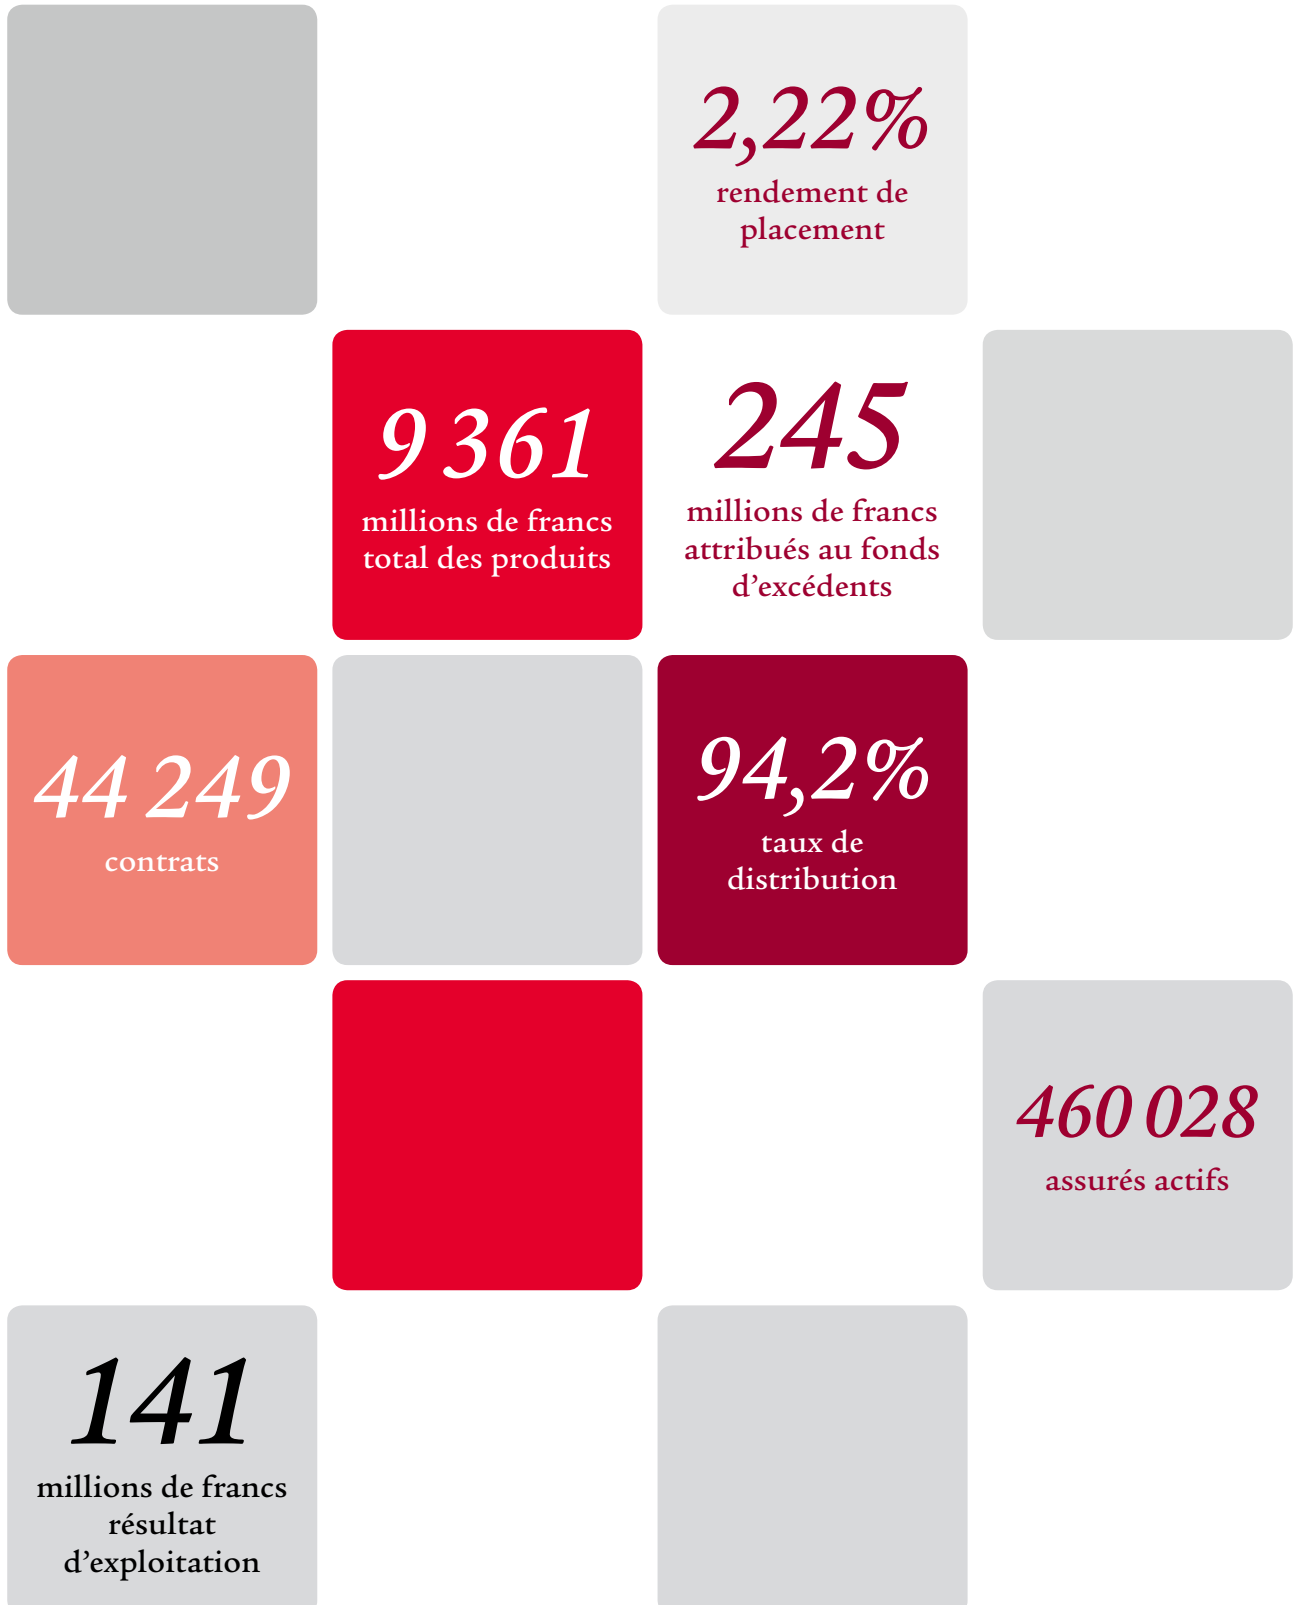 2,22%
rendement de
placement
9 361
millions de francs
total des produits
245
millions de francs
attribués au fonds
d’excédents
44 249
contrats
94,2%
taux de
distribution
460 028
assurés actifs
141
millions de francs
résultat
d’exploitation